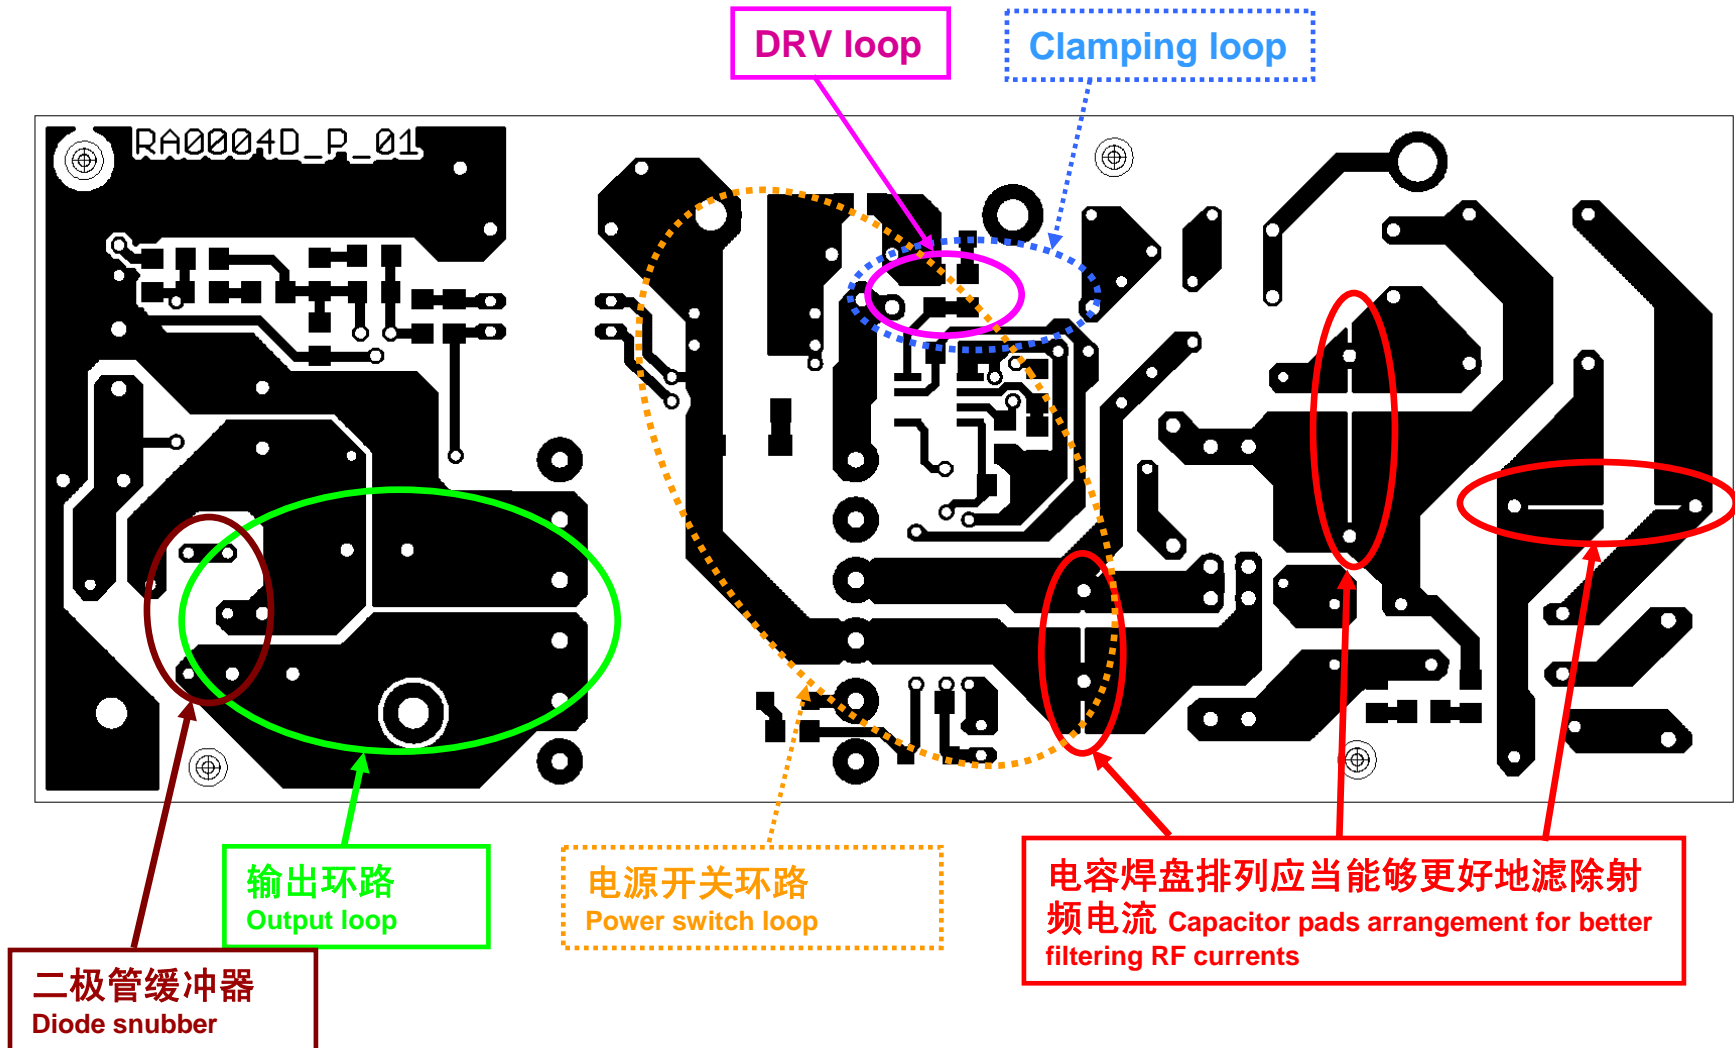 DRV loop
Clamping loop
RA0004D_P_01
输出环路
Output loop
电源开关环路
Power switch loop
电容焊盘排列应当能够更好地滤除射
频电流 Capacitor pads arrangement for better
filtering RF currents
二极管缓冲器
Diode snubber